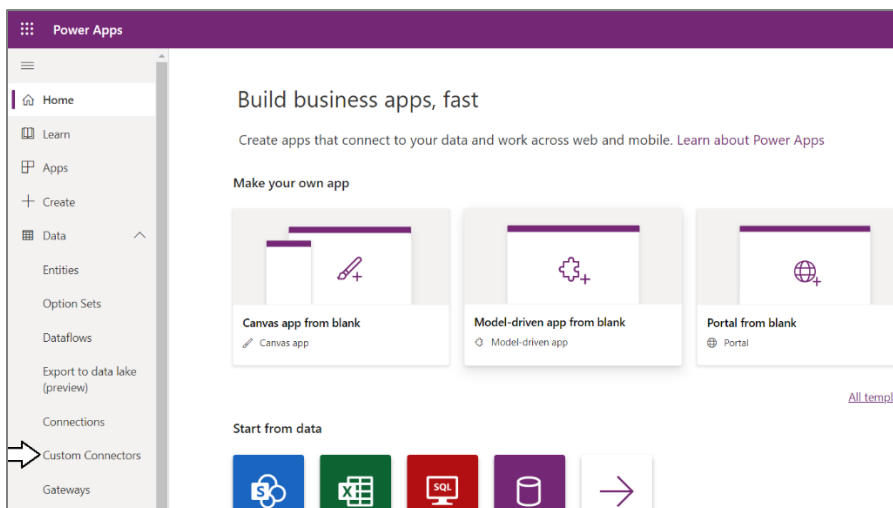 Power Apps
Home
Learn
Apps
Create
Data
Entities
Option Sets
Dataflows
Export to data lake
(preview)
Connections
Custom Connectors
Gateways
Build business apps, fast
Create apps that connect to your data and work across web and mobile. Learn about Power Apps
Make your own app
Canvas app from blank
Canvas app
Model-driven app from blank
Model-driven app
Portal from blank
Portal
All templ
Start from data
S
X
SQL